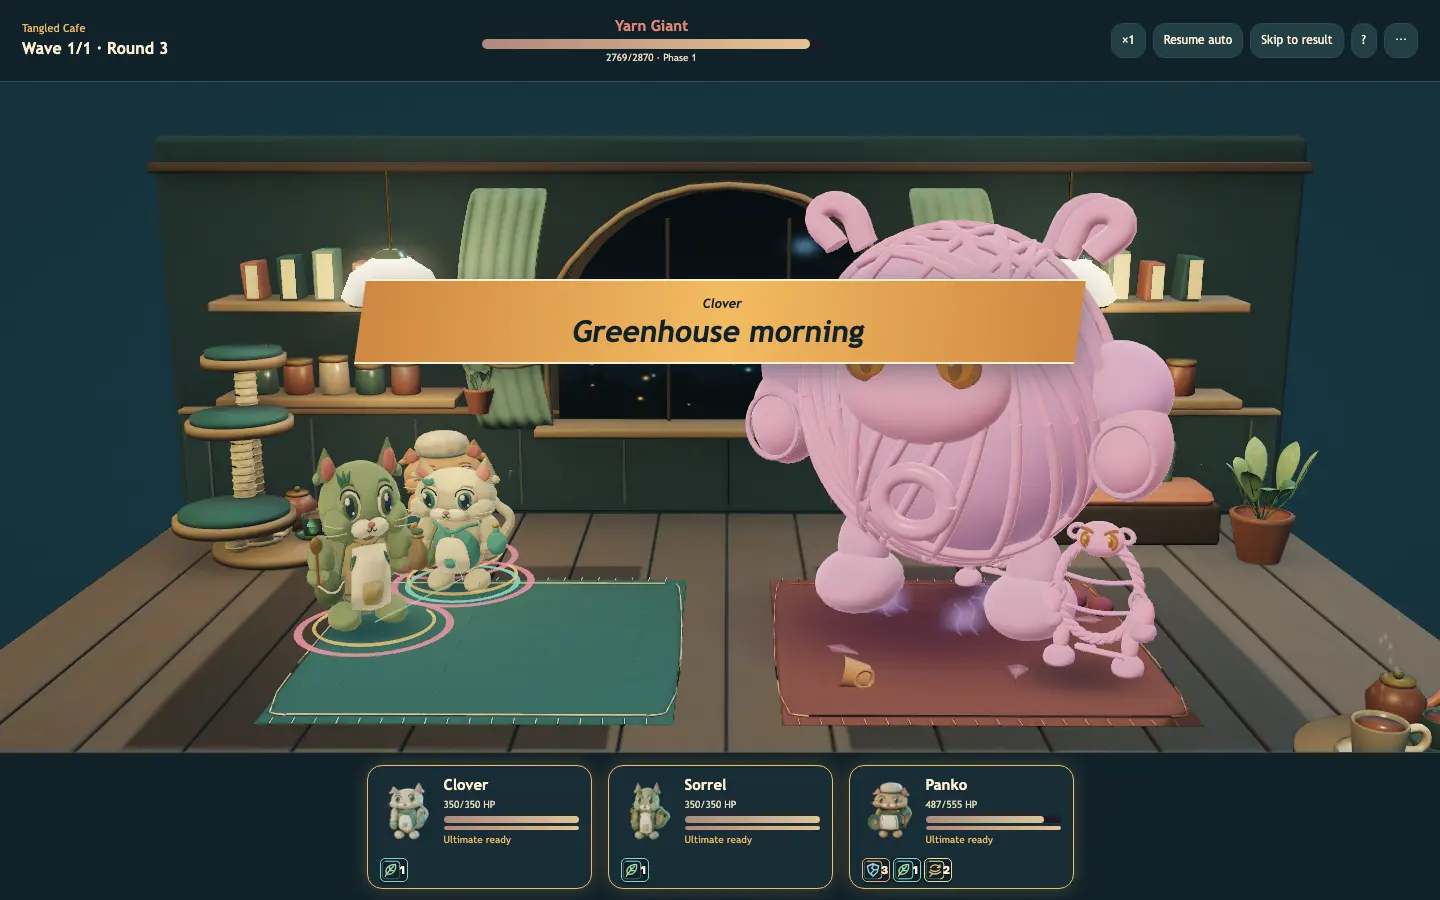 Tangled Cafe
Wave 1/1 · Round 3
Yarn Giant
2769/2870 · Phase 1
×1
Resume auto
Skip to result
?
···
Clover
Greenhouse morning
Clover
350/350 HP
Ultimate ready
1
Sorrel
350/350 HP
Ultimate ready
1
Panko
487/555 HP
Ultimate ready
3
1
2